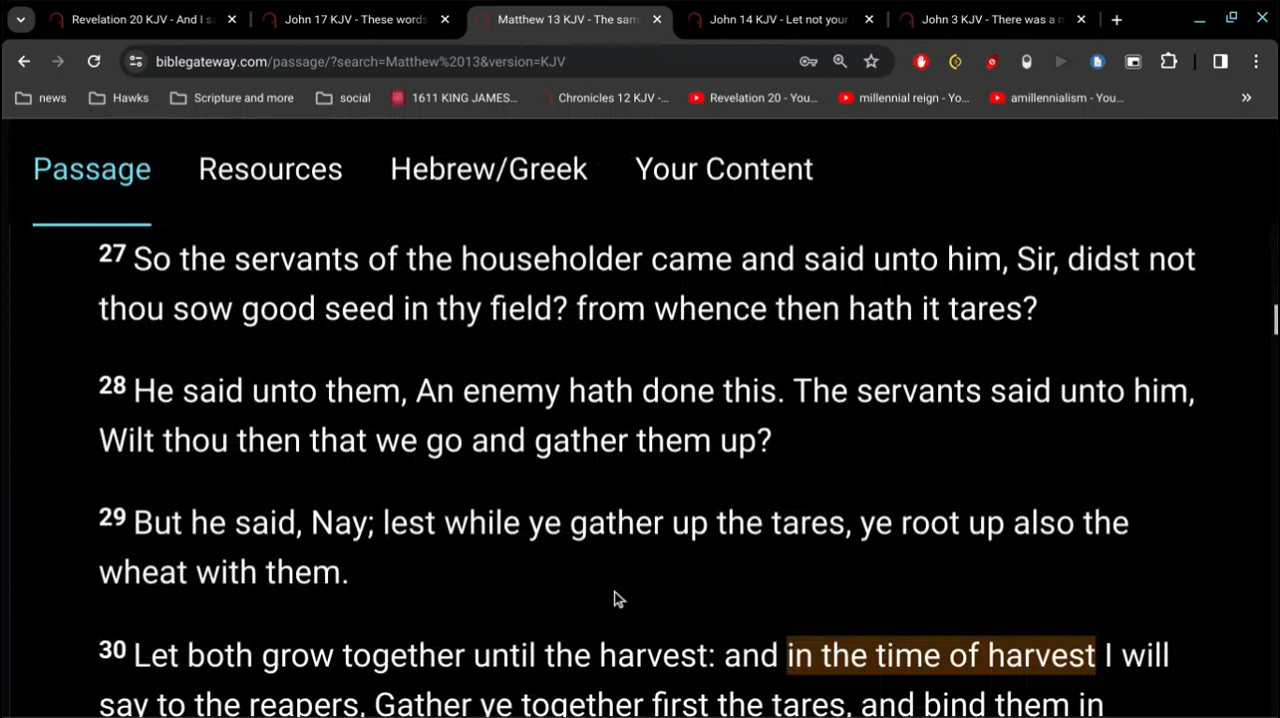 Revelation 20 KJV - And I s
John 17 KJV - These words
Matthew 13 KJV - The sam
John 14 KJV - Let not your
John 3 KJV - There was a
biblegateway.com/passage/?search=Matthew%2013&version=KJV
news
Hawks
Scripture and more
social
1611 KING JAMES...
Chronicles 12 KJV -...
Revelation 20 - You...
millennial reign - Yo...
amillennialism - You...
Passage
Resources
Hebrew/Greek
Your Content
27 So the servants of the householder came and said unto him, Sir, didst not
thou sow good seed in thy field? from whence then hath it tares?
28 He said unto them, An enemy hath done this. The servants said unto him,
Wilt thou then that we go and gather them up?
29 But he said, Nay; lest while ye gather up the tares, ye root up also the
wheat with them.
30 Let both grow together until the harvest: and in the time of harvest I will
say to the reapers, Gather ye together first the tares, and bind them in